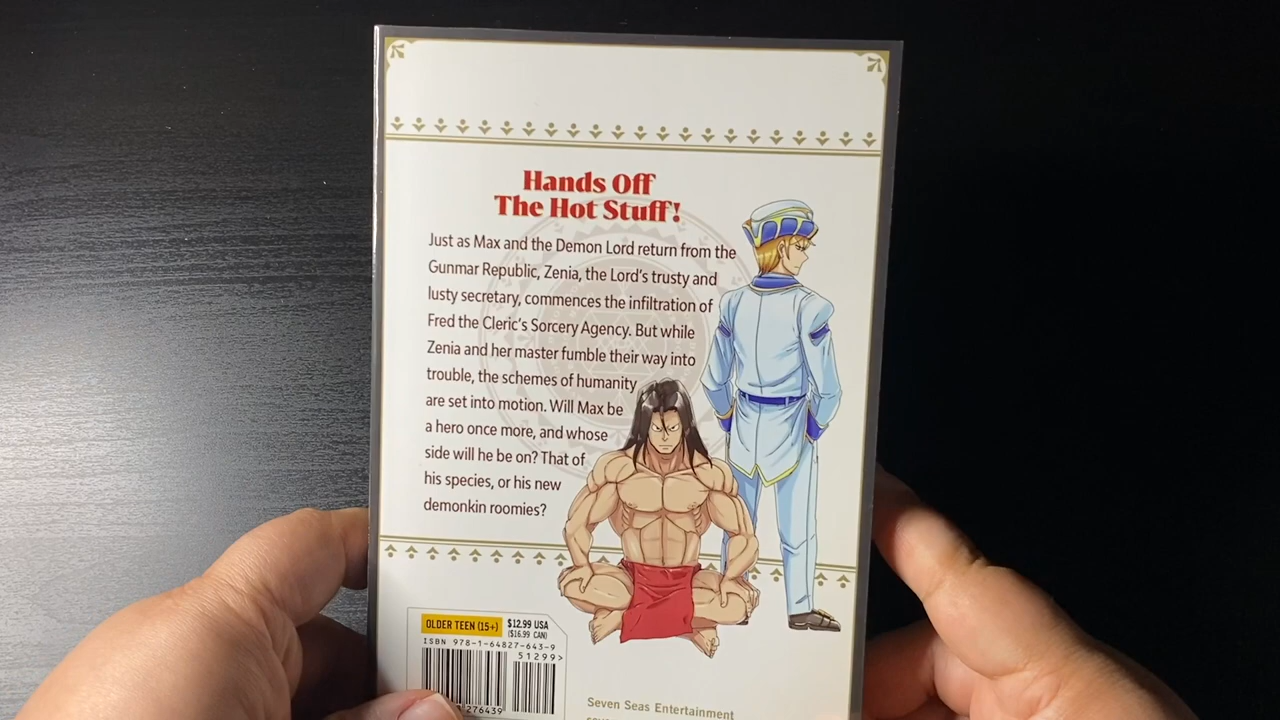 Hands Off
The Hot Stuff!
Just as Max and the Demon Lord return from the
Gunmar Republic, Zenia, the Lord's trusty and
lusty secretary, commences the infiltration of
Fred the Cleric's Sorcery Agency. But while
Zenia and her master fumble their way into
trouble, the schemes of humanity
are set into motion. Will Max be
a hero once more, and whose
side will he be on? That of
his species, or his new
demonkin roomies?
OLDER TEEN (15+) $12.99 USA
($16.99 CAN)
ISBN 978-1-64827-643-9
51299>
276439
Seven Seas Entertainment